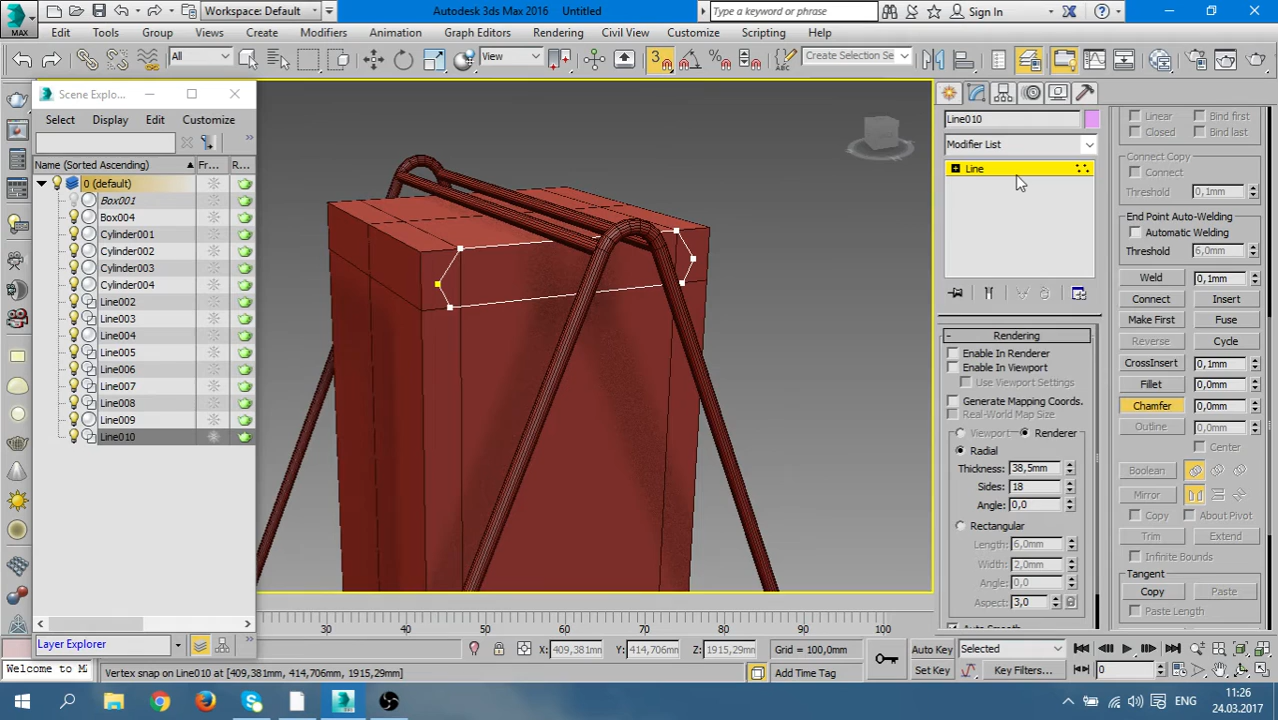 Workspace: Default
Autodesk 3ds Max 2016
Untitled
Type a keyword or phrase
Sign In
MAX
Edit
Tools
Group
Views
Create
Modifiers
Animation
Graph Editors
Rendering
Civil View
Customize
Scripting
Help
All
View
3
Create Selection Se
Scene Explo...
Select
Display
Edit
Customize
Name (Sorted Ascending)
Fr...
R...
0 (default)
Box001
Box004
Cylinder001
Cylinder002
Cylinder003
Cylinder004
Line002
Line003
Line004
Line005
Line006
Line007
Line008
Line009
Line010
Layer Explorer
Line010
Modifier List
Line
Rendering
Enable In Renderer
Enable In Viewport
Use Viewport Settings
Generate Mapping Coords.
Real-World Map Size
Viewport
Renderer
Radial
Thickness: 38,5mm
Sides: 18
Angle: 0,0
Rectangular
Length: 6,0mm
Width: 2,0mm
Angle: 0,0
Aspect: 3,0
Linear
Bind first
Closed
Bind last
Connect Copy
Connect
Threshold 0,1mm
End Point Auto-Welding
Automatic Welding
Threshold 6,0mm
Weld 0,1mm
Connect
Insert
Make First
Fuse
Reverse
Cycle
CrossInsert 0,1mm
Fillet 0,0mm
Chamfer 0,0mm
Outline 0,0mm
Center
Boolean
Mirror
Copy
About Pivot
Trim
Extend
Infinite Bounds
Tangent
Copy
Paste
Paste Length
30
40
50
60
70
80
90
100
X: 409,381mm
Y: 414,706mm
Z: 1915,29mm
Grid = 100,0mm
Auto Key
Selected
Set Key
Key Filters...
0
Welcome to M
Vertex snap on Line010 at [409,381mm, 414,706mm, 1915,29mm]
Add Time Tag
ENG
11:26
24.03.2017